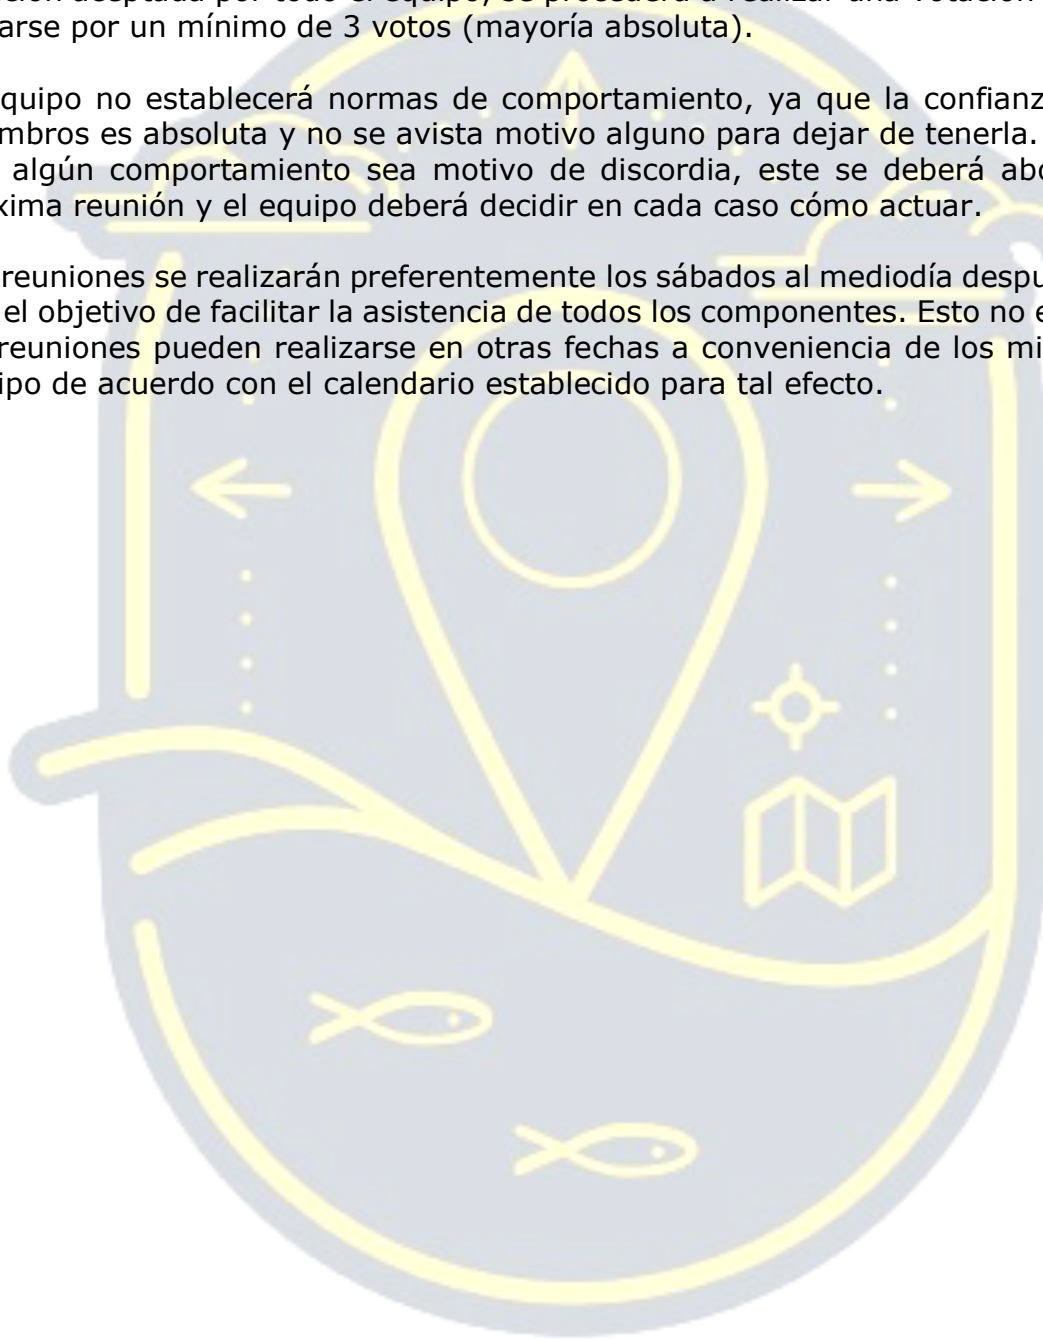 arse por un mínimo de 3 votos (mayoría absoluta).
quipo no establecerá normas de comportamiento, ya que la confianz
mbros es absoluta y no se avista motivo alguno para dejar de tenerla.
algún comportamiento sea motivo de discordia, este se deberá abo
xima reunión y el equipo deberá decidir en cada caso cómo actuar.
reuniones se realizarán preferentemente los sábados al mediodía despu
el objetivo de facilitar la asistencia de todos los componentes. Esto no e
reuniones pueden realizarse en otras fechas a conveniencia de los mi
ipo de acuerdo con el calendario establecido para tal efecto.